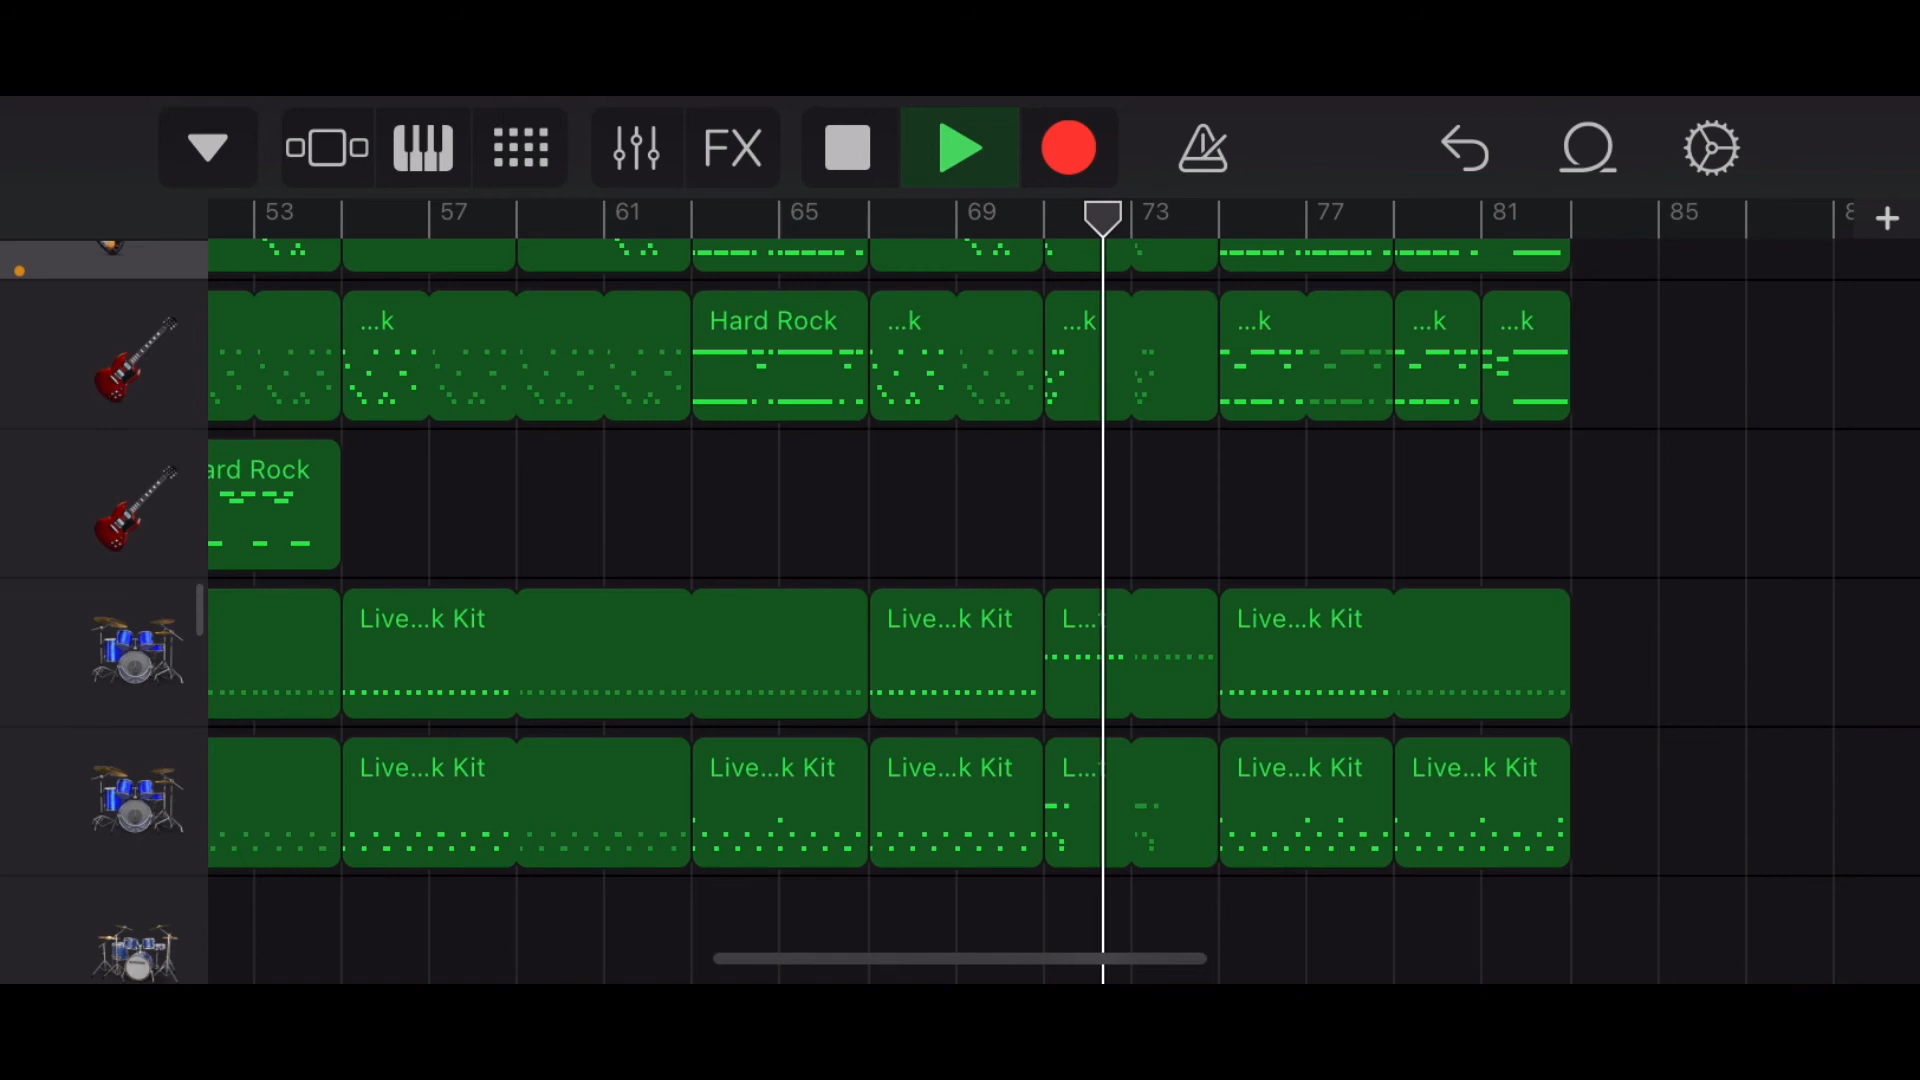 FX
53 57 61 65 69 73 77 81 85
...k Hard Rock ...k ...k ...k ...k ...k
ard Rock
Live...k Kit Live...k Kit L... Live...k Kit
Live...k Kit Live...k Kit Live...k Kit L... Live...k Kit Live...k Kit